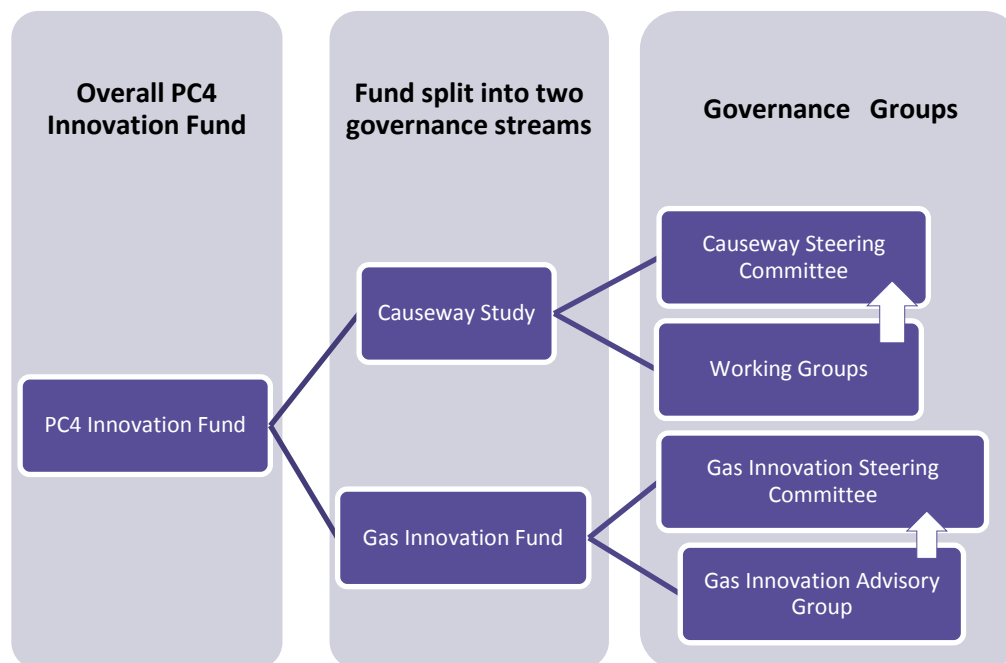 Overall PC4
Innovation Fund
Fund split into two
governance streams
Governance Groups
PC4 Innovation Fund
Causeway Study
Gas Innovation Fund
Causeway Steering
Committee
Working Groups
Gas Innovation Steering
Committee
Gas Innovation Advisory
Group